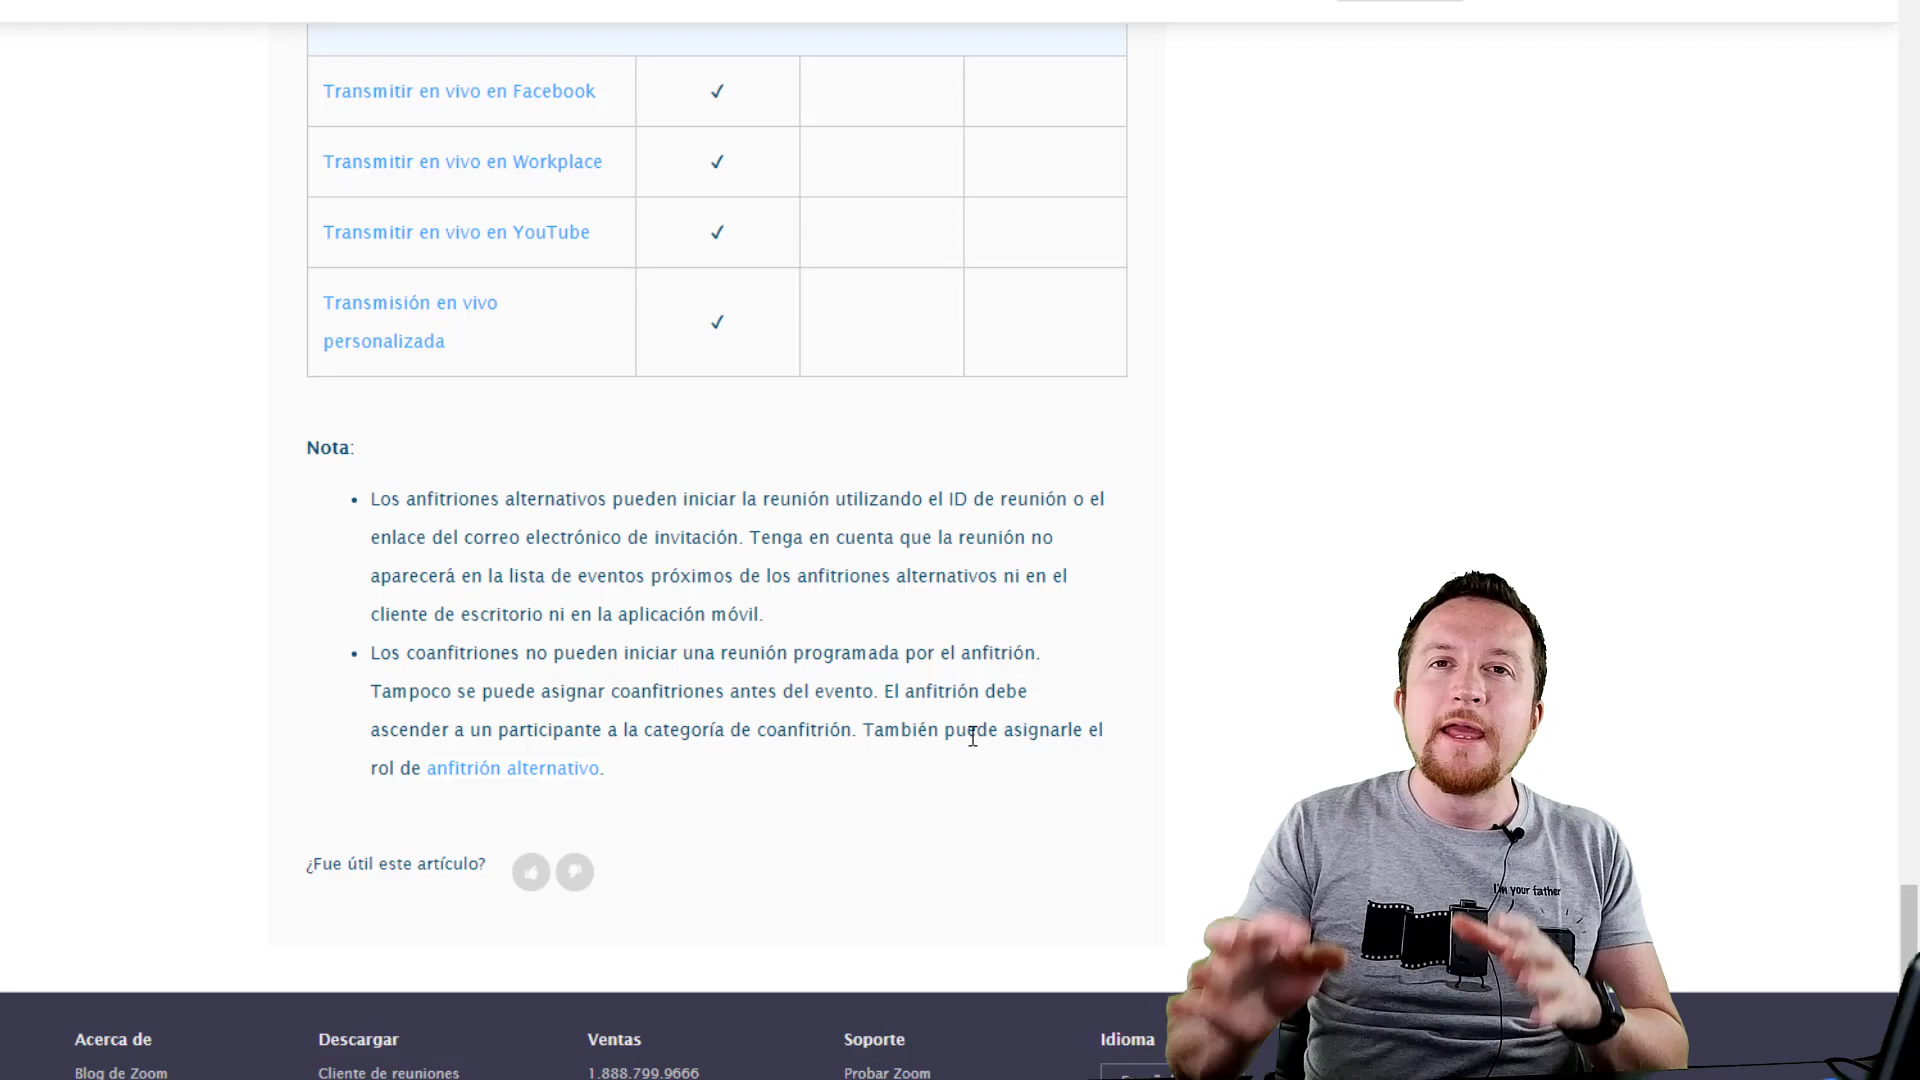 Transmitir en vivo en Facebook ✓
Transmitir en vivo en Workplace ✓
Transmitir en vivo en YouTube ✓
Transmisión en vivo
personalizada ✓
Nota:
• Los anfitriones alternativos pueden iniciar la reunión utilizando el ID de reunión o el
enlace del correo electrónico de invitación. Tenga en cuenta que la reunión no
aparecerá en la lista de eventos próximos de los anfitriones alternativos ni en el
cliente de escritorio ni en la aplicación móvil.
• Los coanfitriones no pueden iniciar una reunión programada por el anfitrión.
Tampoco se puede asignar coanfitriones antes del evento. El anfitrión debe
ascender a un participante a la categoría de coanfitrión. También puede asignarle el
rol de anfitrión alternativo.
¿Fue útil este artículo?
I'm your father
Acerca de Descargar Ventas Soporte Idioma
Blog de Zoom Cliente de reuniones 1.888.799.9666 Probar Zoom